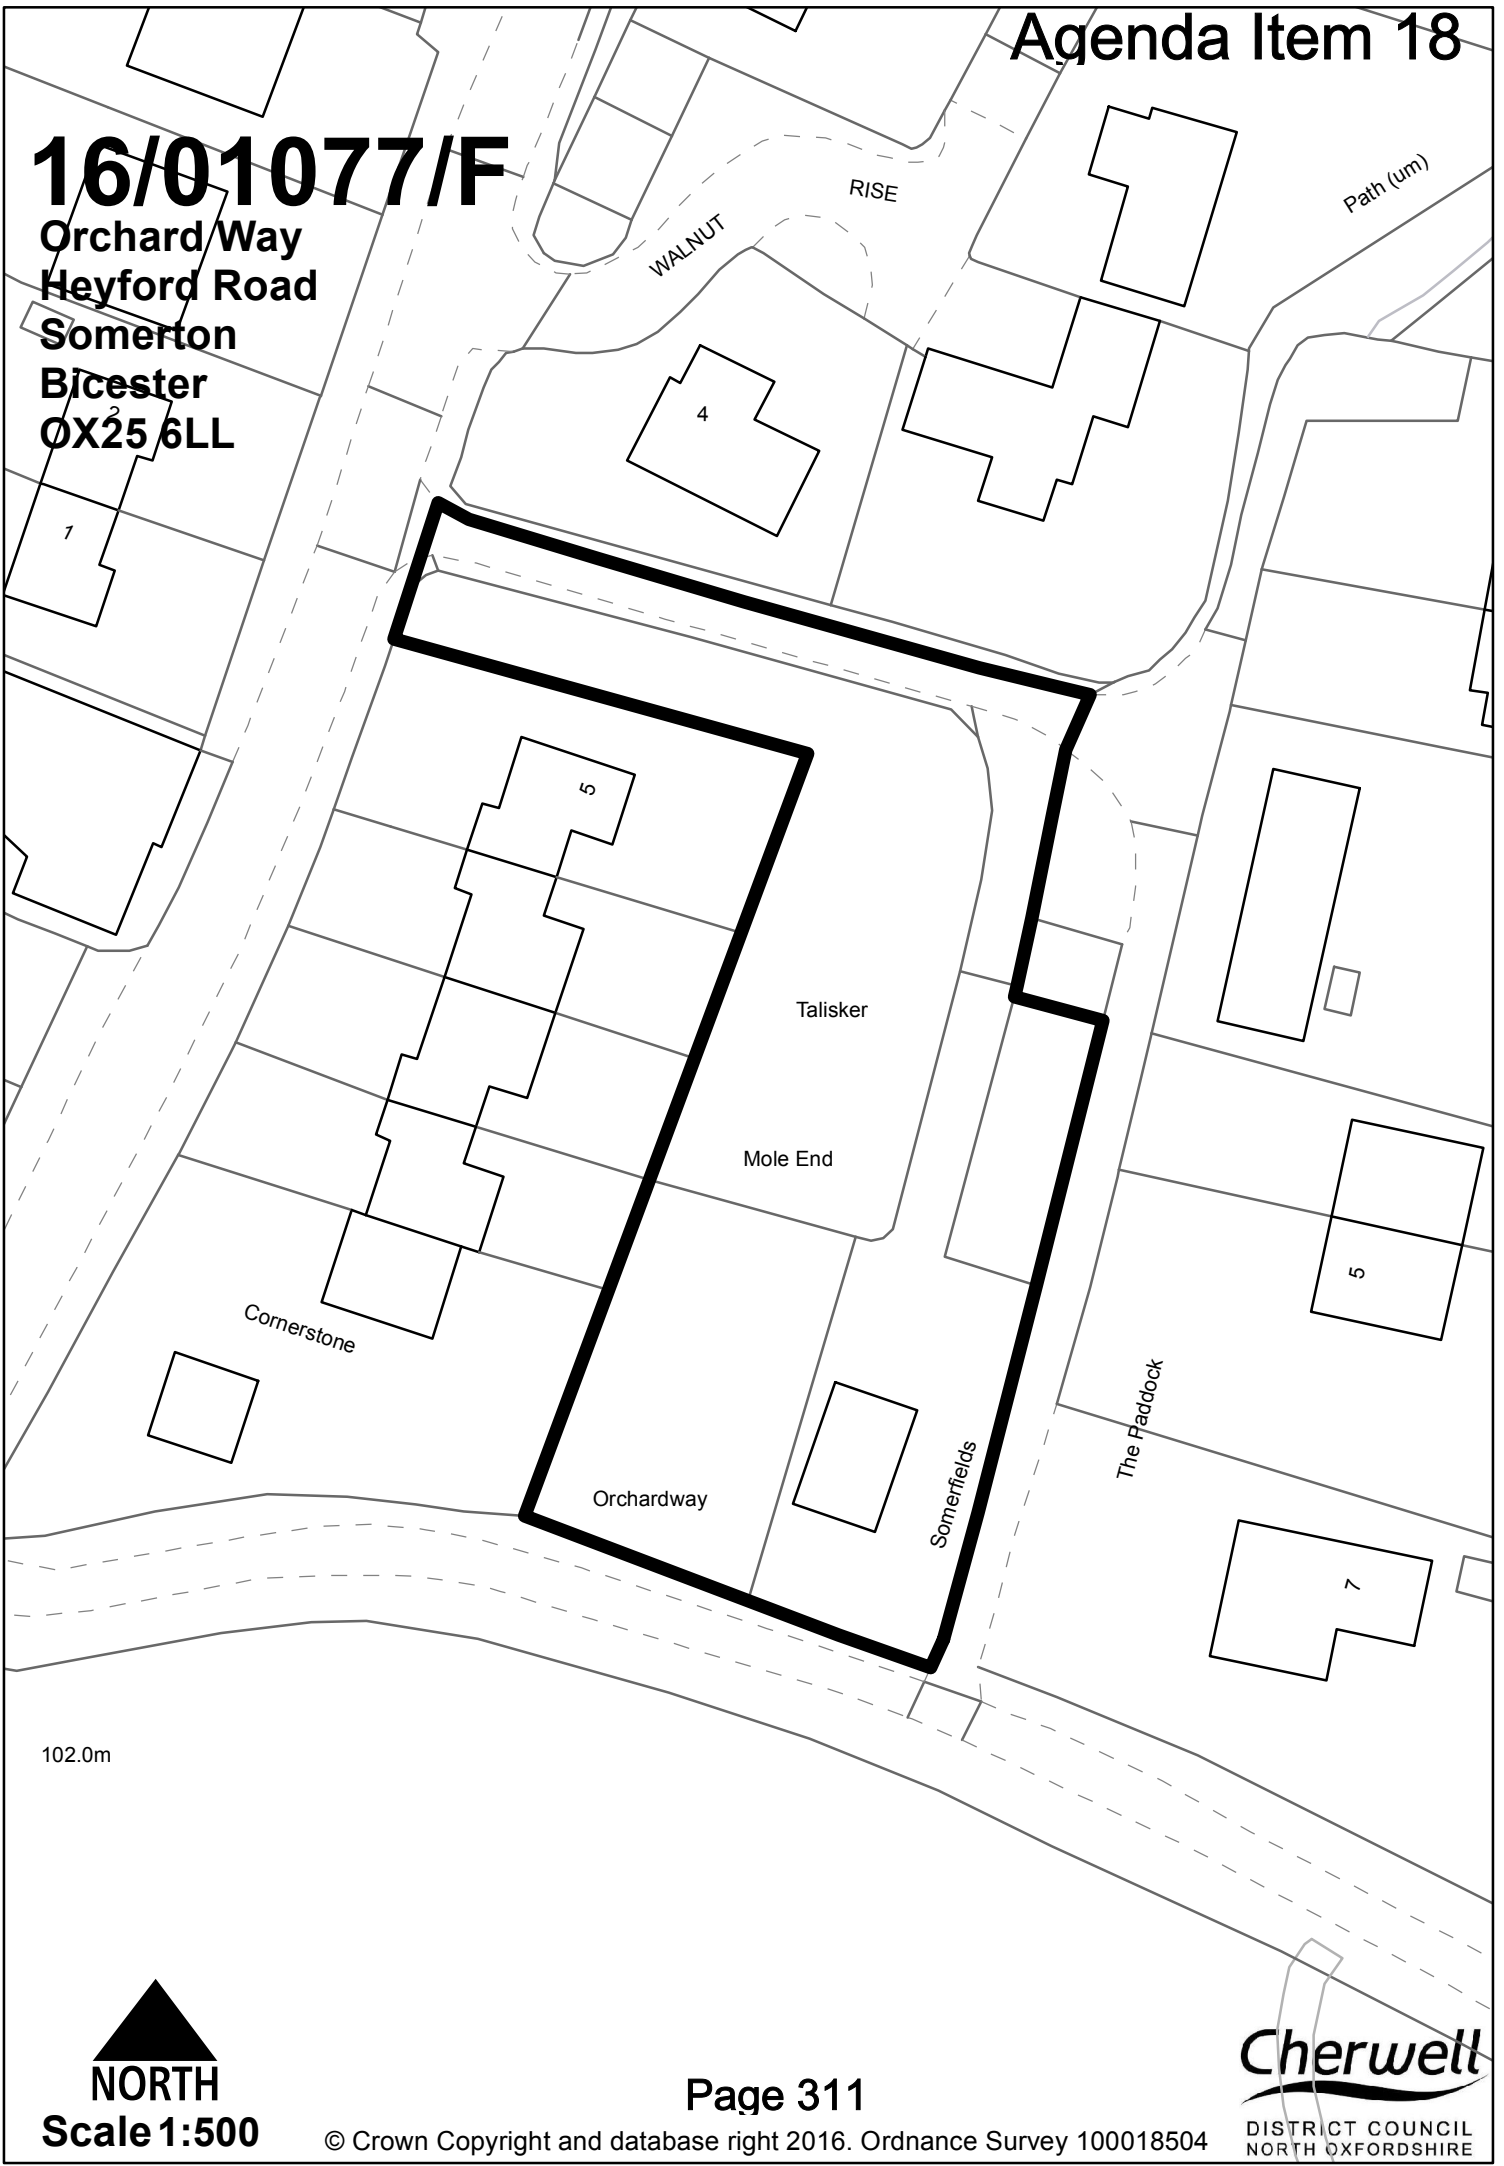 Agenda Item 18
16/01077/F
Orchard Way
Heyford Road
Somerton
Bicester
OX25 6LL
RISE
WALNUT
Path (um)
4
2
1
5
Talisker
Mole End
5
Cornerstone
The Paddock
Somerfields
Orchardway
7
102.0m
NORTH
Scale 1:500
Page 311
© Crown Copyright and database right 2016. Ordnance Survey 100018504
Cherwell
DISTRICT COUNCIL
NORTH OXFORDSHIRE